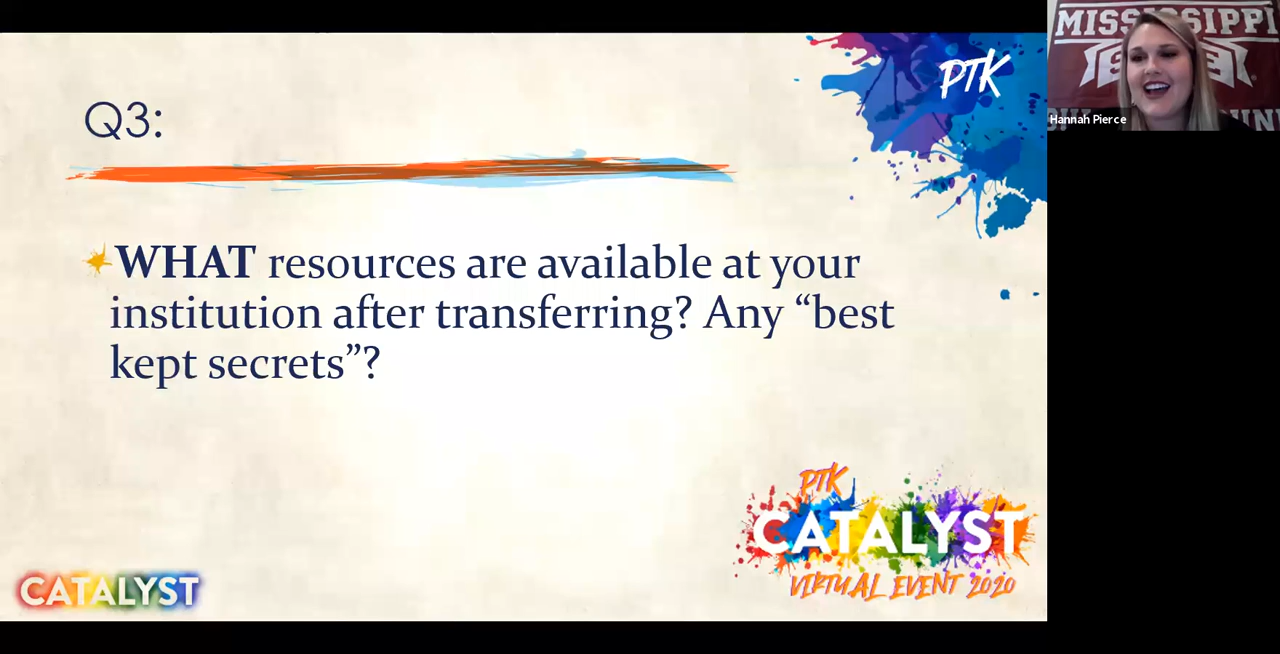 PTK
Q3:
WHAT resources are available at your
institution after transferring? Any “best
kept secrets”?
PTK
CATALYST
VIRTUAL EVENT 2020
CATALYST
MISSISSIPPI
Hannah Pierce